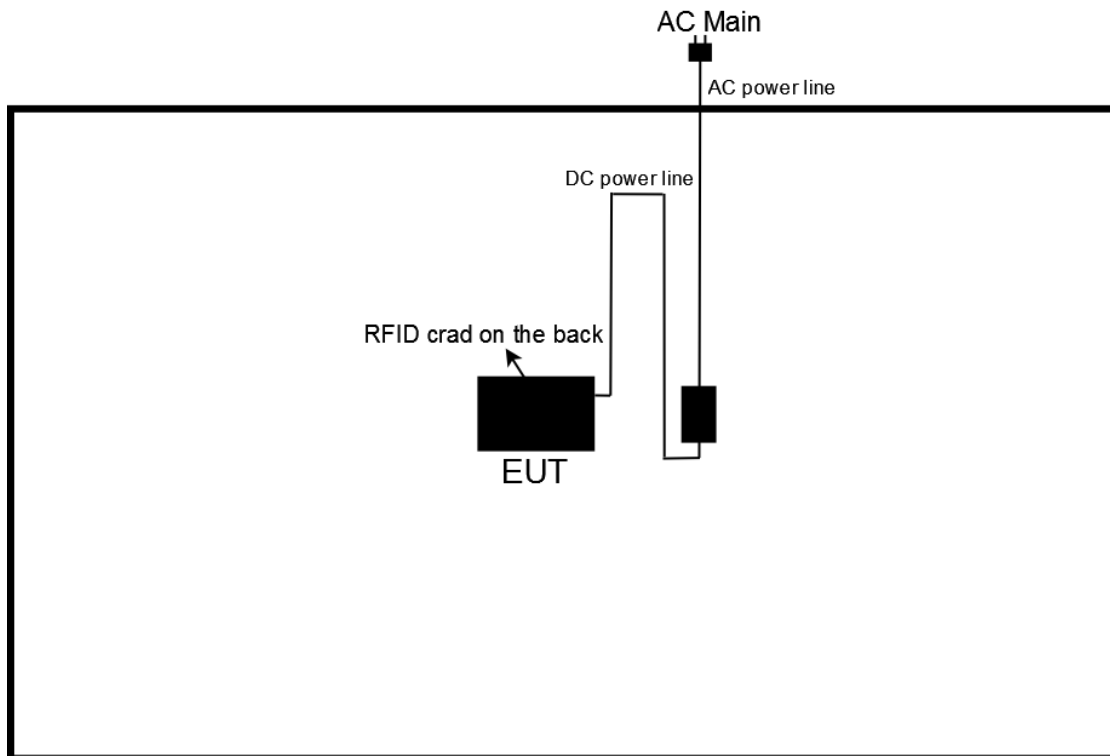 AC Main
AC power line
DC power line
RFID crad on the back
EUT